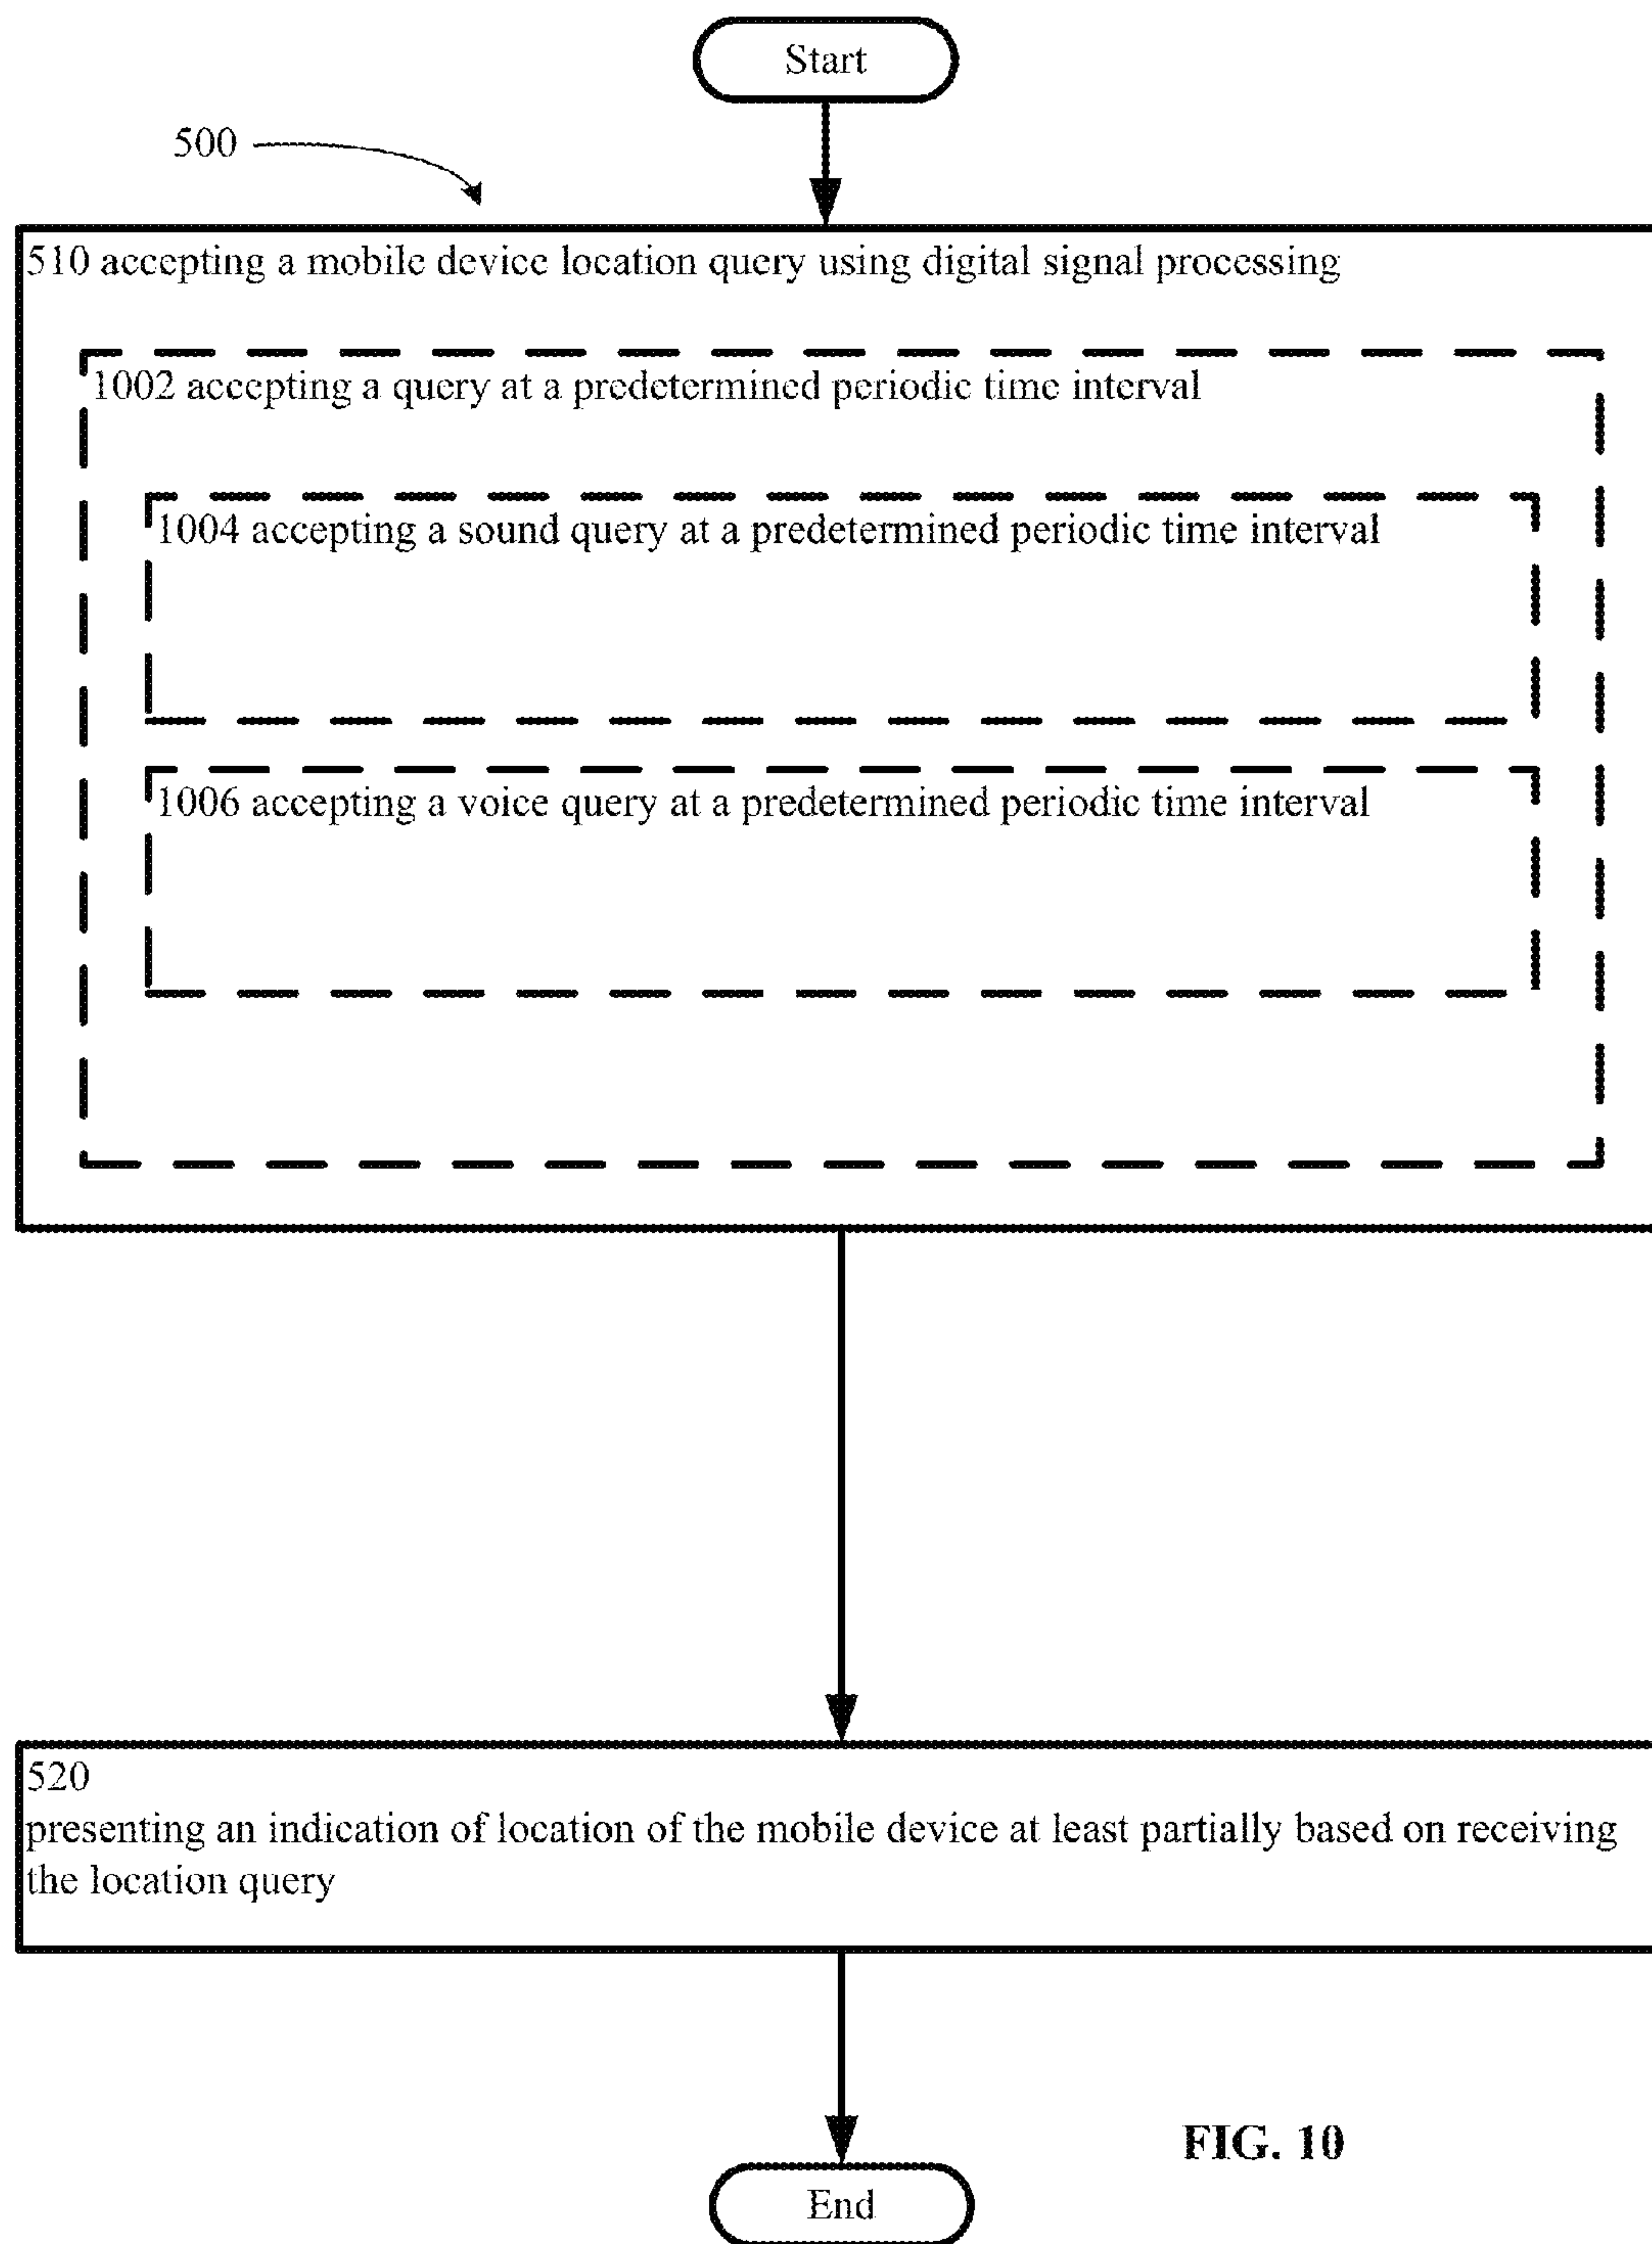 Start
500
510 accepting a mobile device location query using digital signal processing
1002 accepting a query at a predetermined periodic time interval
1004 accepting a sound query at a predetermined periodic time interval
1006 accepting a voice query at a predetermined periodic time interval
520
presenting an indication of location of the mobile device at least partially based on receiving
the location query
FIG. 10
End